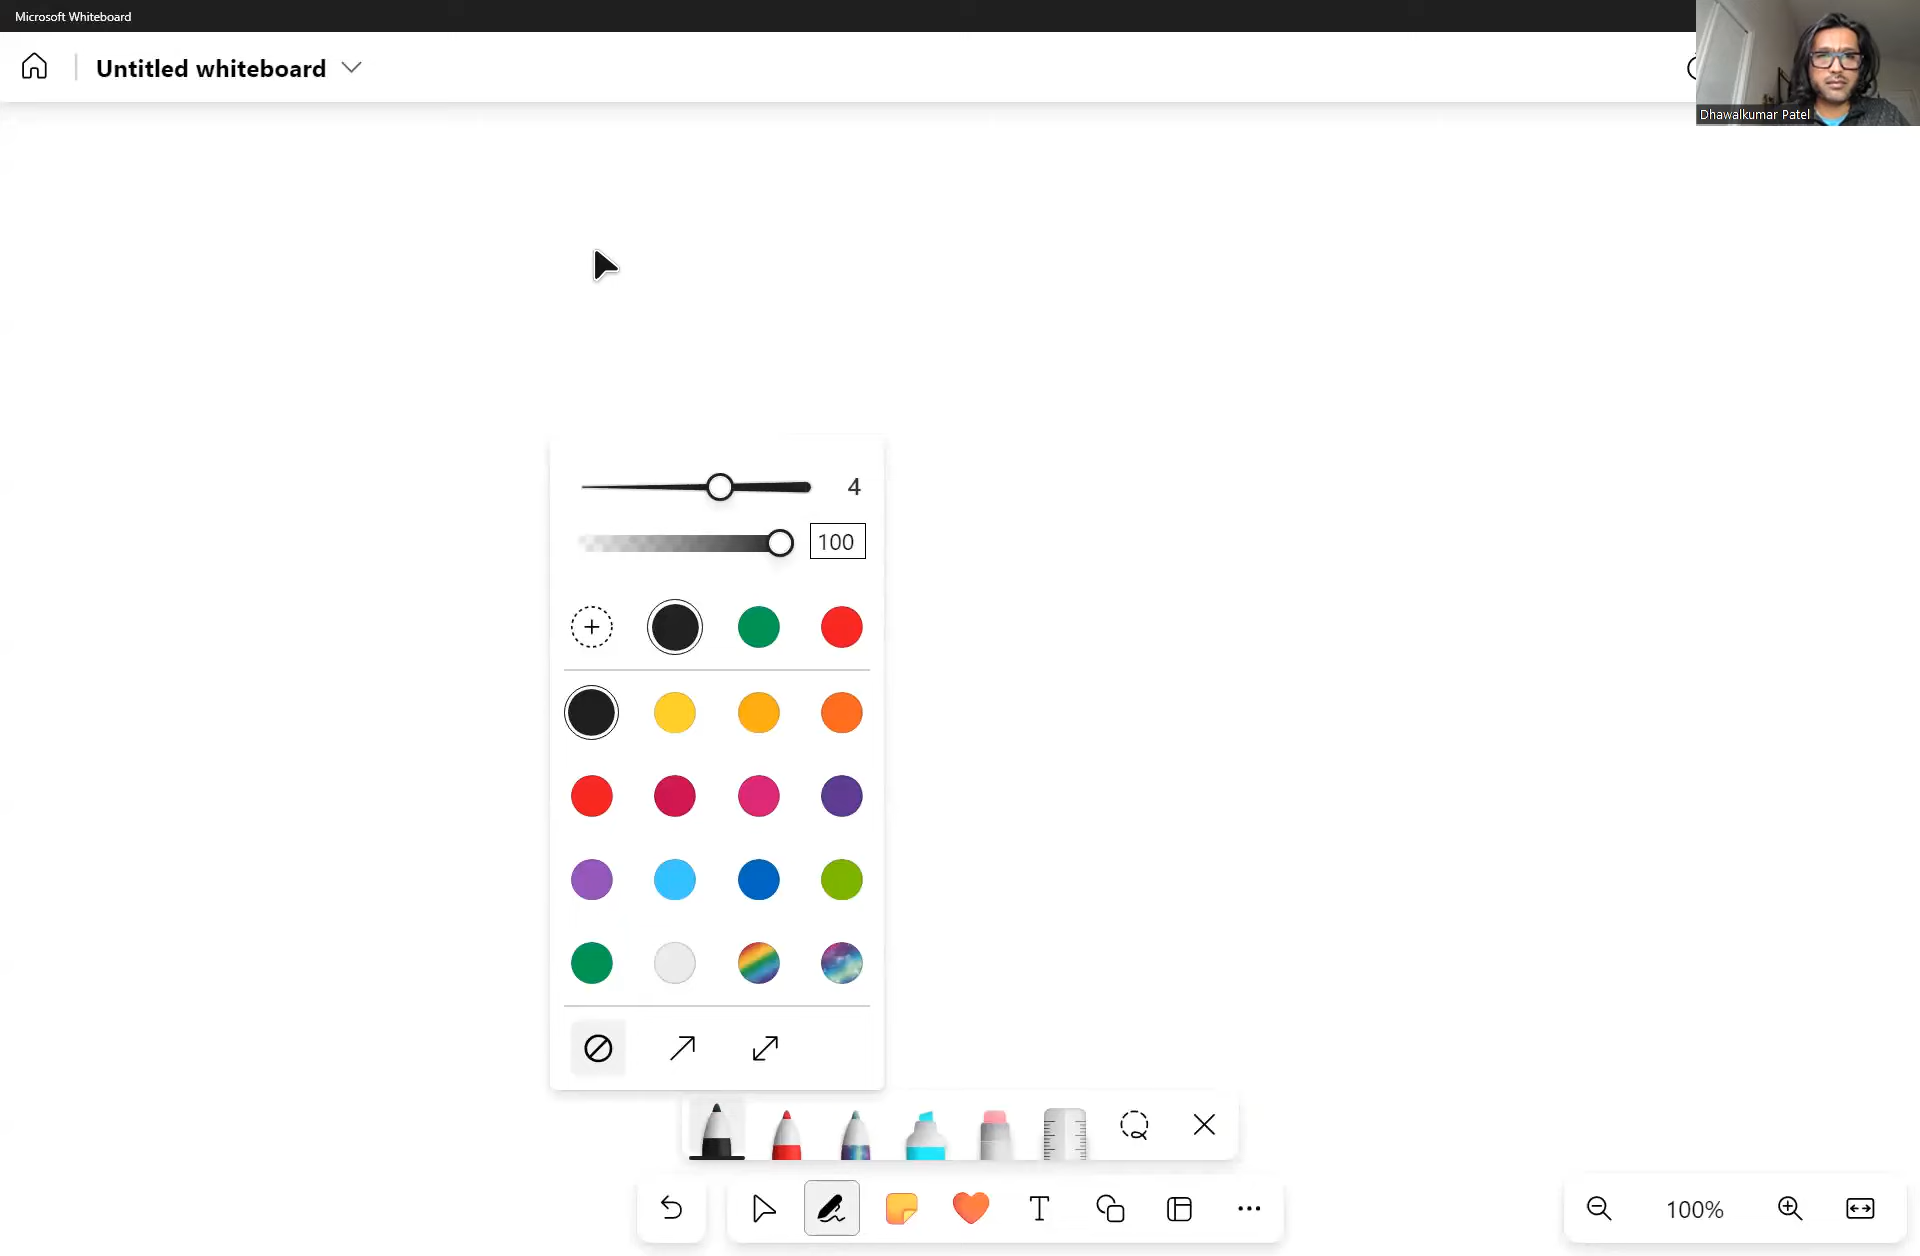 Microsoft Whiteboard
Untitled whiteboard
Dhawalkumar Patel
4
100
100%